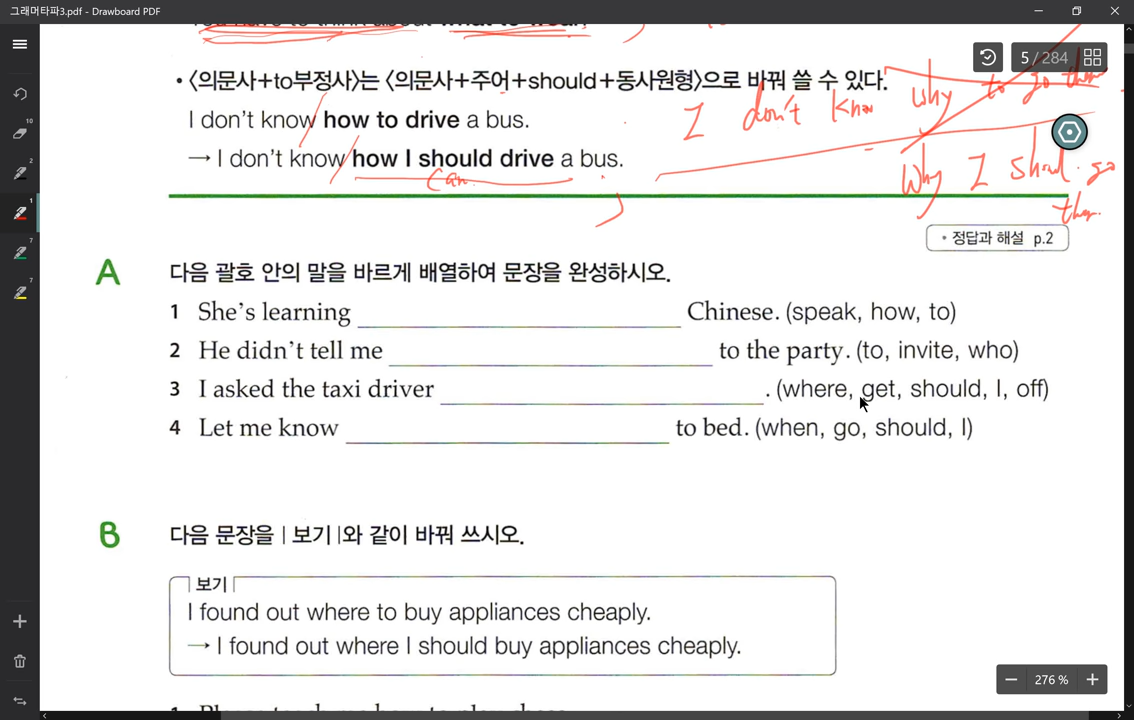 그래머타파3.pdf - Drawboard PDF
5 / 284
• 〈의문사+to부정사〉는 〈의문사+주어+should+동사원형〉으로 바꿔 쓸 수 있다.
I don't know how to drive a bus.
→ I don't know how I should drive a bus.
can
I don't know why to go there
why I shoul. go
ther.
• 정답과 해설 p.2
A 다음 괄호 안의 말을 바르게 배열하여 문장을 완성하시오.
1 She's learning Chinese. (speak, how, to)
2 He didn't tell me to the party. (to, invite, who)
3 I asked the taxi driver . (where, get, should, I, off)
4 Let me know to bed. (when, go, should, I)
B 다음 문장을 | 보기 |와 같이 바꿔 쓰시오.
보기
I found out where to buy appliances cheaply.
→ I found out where I should buy appliances cheaply.
276 %
10
2
1
7
7